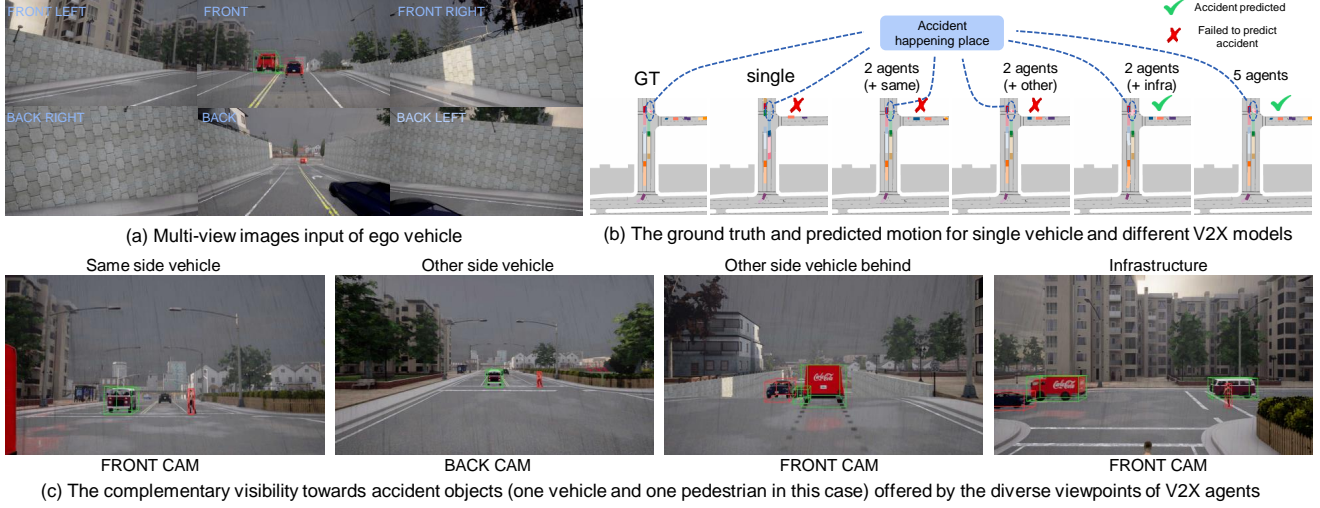 FRONT LEFT
FRONT
FRONT RIGHT
BACK RIGHT
BACK
BACK LEFT
(a) Multi-view images input of ego vehicle
Accident predicted
Failed to predict
accident
Accident
happening place
GT
single
2 agents
(+ same)
2 agents
(+ other)
2 agents
(+ infra)
5 agents
(b) The ground truth and predicted motion for single vehicle and different V2X models
Same side vehicle
Other side vehicle
Other side vehicle behind
Infrastructure
Coca-Cola
Coca-Cola
FRONT CAM
BACK CAM
FRONT CAM
FRONT CAM
(c) The complementary visibility towards accident objects (one vehicle and one pedestrian in this case) offered by the diverse viewpoints of V2X agents